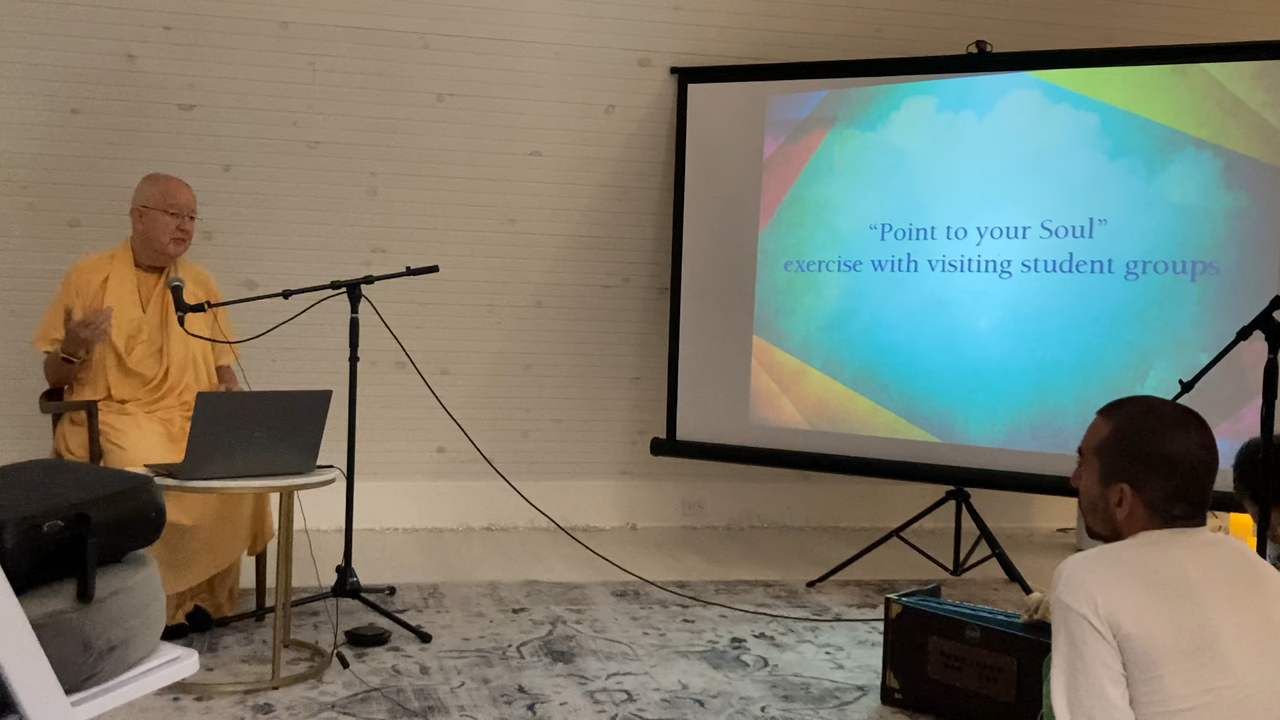 “Point to your Soul”
exercise with visiting student groups